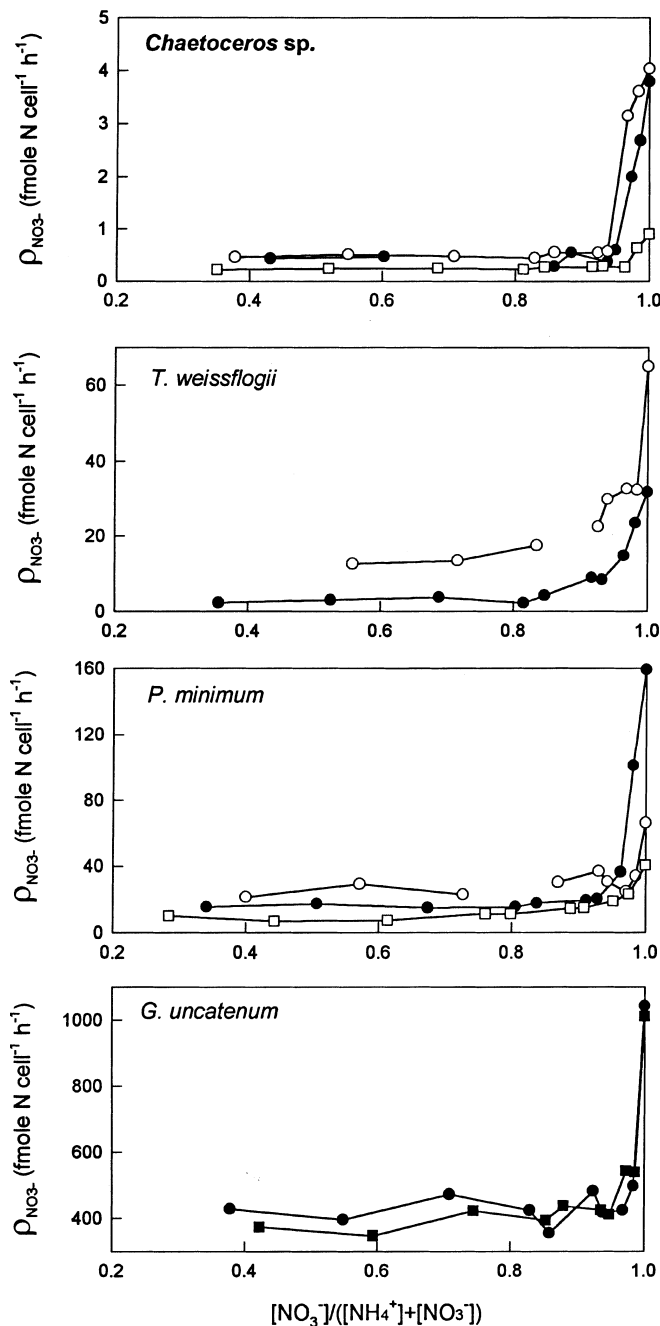 Chaetoceros sp.
5
4
3
2
1
0
ρNO3- (fmole N cell⁻¹ h⁻¹)
0.2 0.4 0.6 0.8 1.0
T. weissflogii
60
40
20
0
ρNO3- (fmole N cell⁻¹ h⁻¹)
0.2 0.4 0.6 0.8 1.0
P. minimum
160
120
80
40
0
ρNO3- (fmole N cell⁻¹ h⁻¹)
0.2 0.4 0.6 0.8 1.0
G. uncatenum
1000
800
600
400
ρNO3- (fmole N cell⁻¹ h⁻¹)
0.4 0.6 0.8 1.0
[NO₃⁻]/([NH₄⁺]+[NO₃⁻])